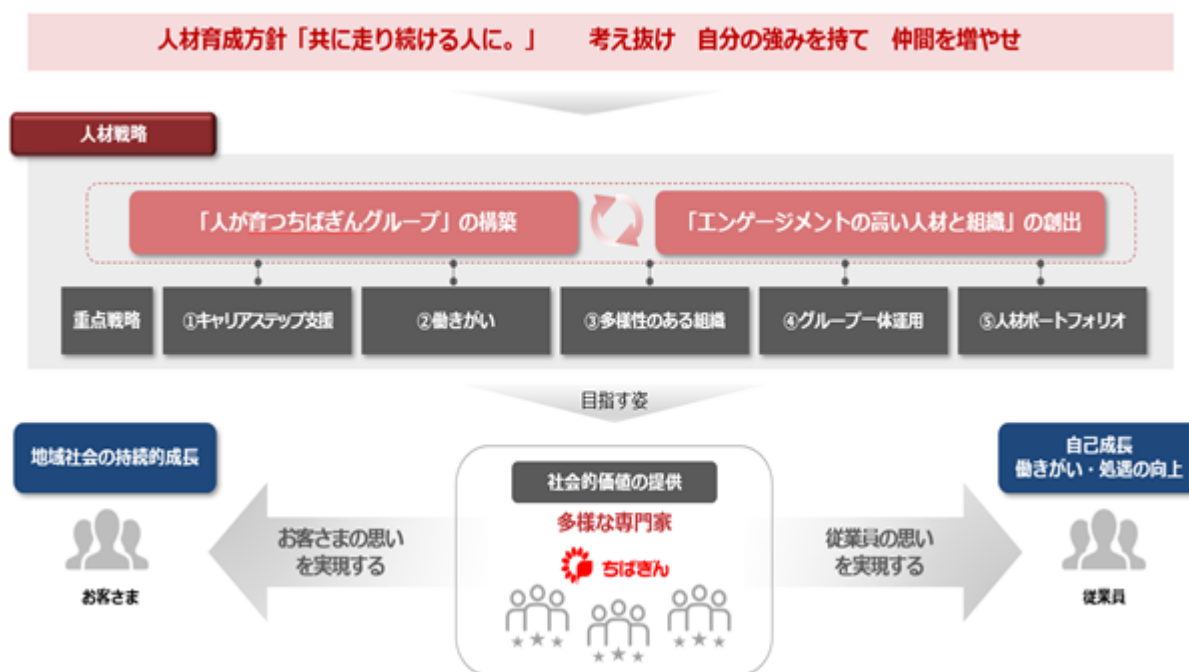 人材育成方針「共に走り続ける人に。」　考え抜け　自分の強みを持て　仲間を増やせ
人材戦略
「人が育つちばぎんグループ」の構築
「エンゲージメントの高い人材と組織」の創出
重点戦略
①キャリアステップ支援
②働きがい
③多様性のある組織
④グループ一体運用
⑤人材ポートフォリオ
目指す姿
地域社会の持続的成長
お客さま
お客さまの思い
を実現する
社会的価値の提供
多様な専門家
ちばぎん
従業員の思い
を実現する
自己成長
働きがい・処遇の向上
従業員